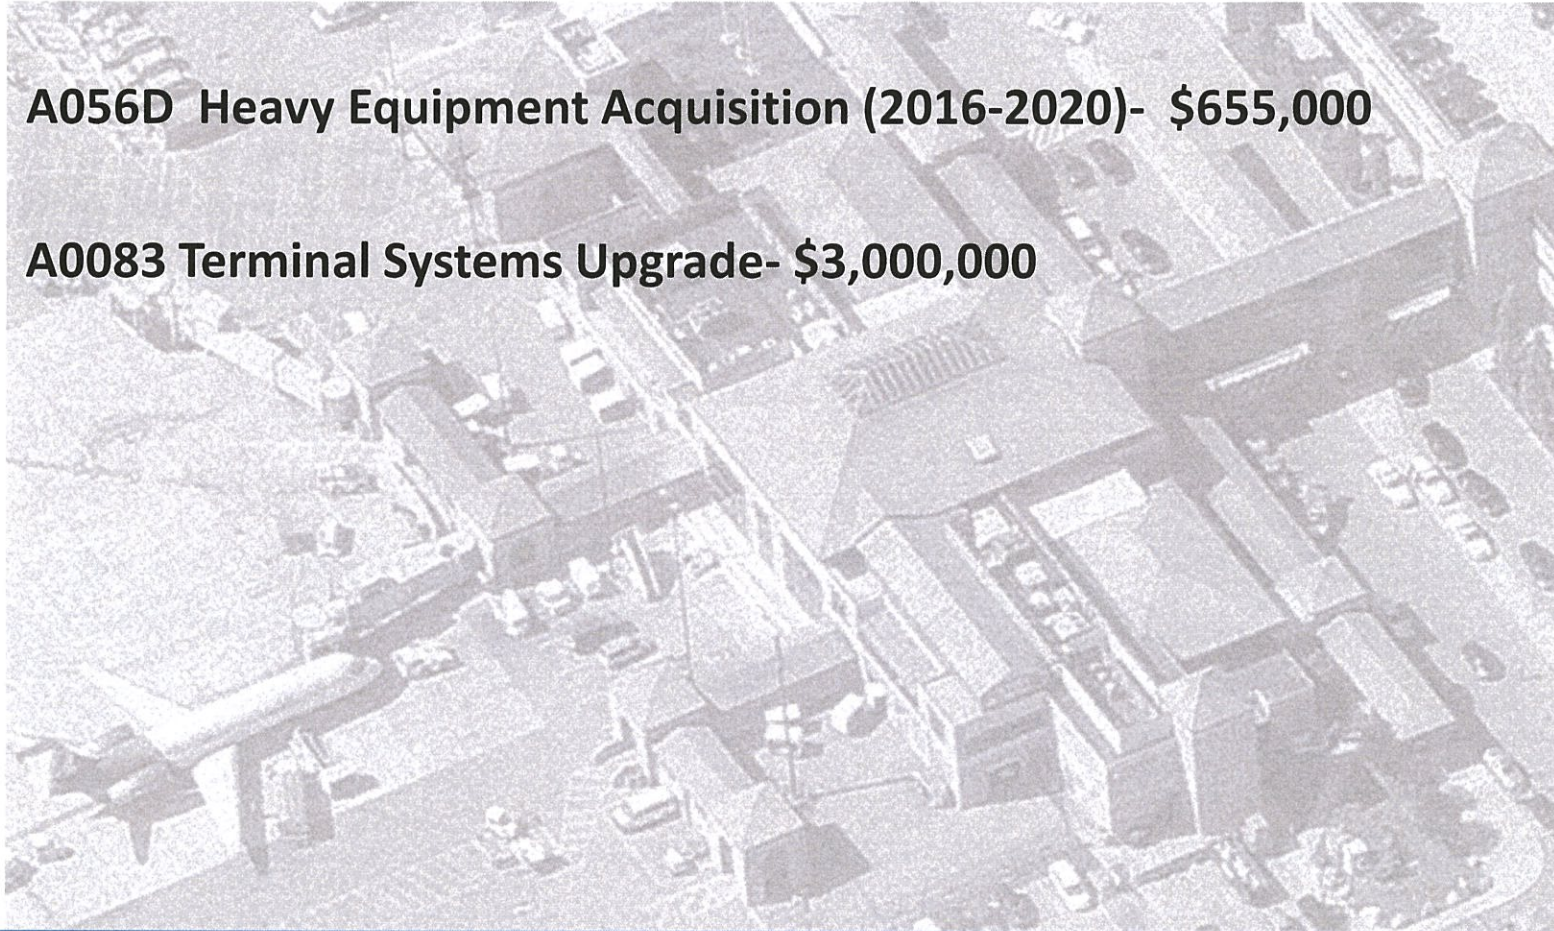 A056D  Heavy Equipment Acquisition (2016-2020)-  $655,000
A0083 Terminal Systems Upgrade- $3,000,000